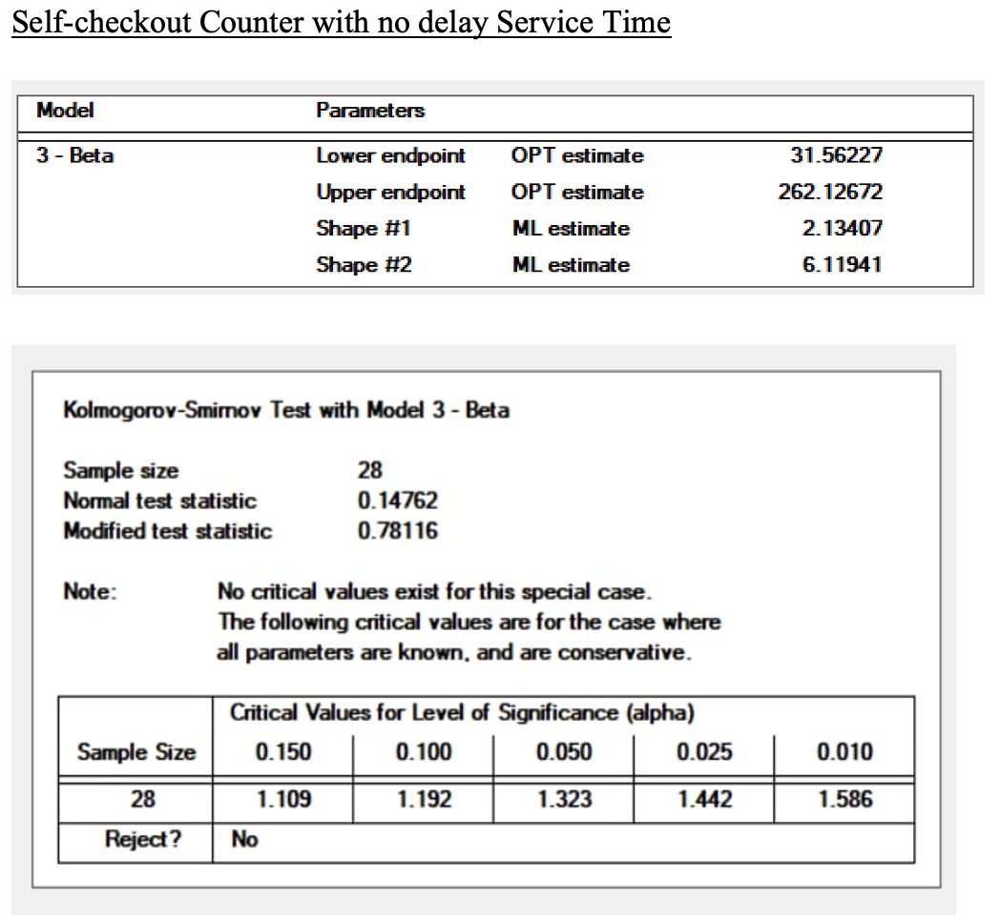 Self-checkout Counter with no delay Service Time
Model Parameters
3 - Beta Lower endpoint OPT estimate 31.56227
Upper endpoint OPT estimate 262.12672
Shape #1 ML estimate 2.13407
Shape #2 ML estimate 6.11941
Kolmogorov-Smirnov Test with Model 3 - Beta
Sample size 28
Normal test statistic 0.14762
Modified test statistic 0.78116
Note: No critical values exist for this special case.
The following critical values are for the case where
all parameters are known, and are conservative.
Critical Values for Level of Significance (alpha)
Sample Size 0.150 0.100 0.050 0.025 0.010
28 1.109 1.192 1.323 1.442 1.586
Reject? No